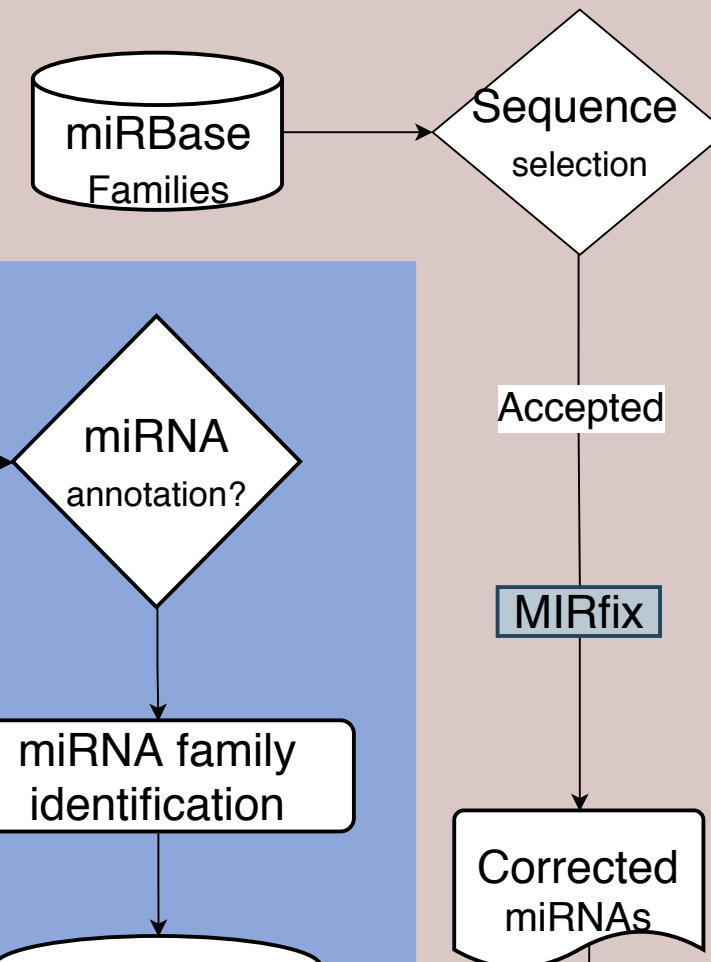 miRBase
Families
Sequence
selection
Accepted
miRNA
annotation?
MIRfix
miRNA family
identification
Corrected
miRNAs